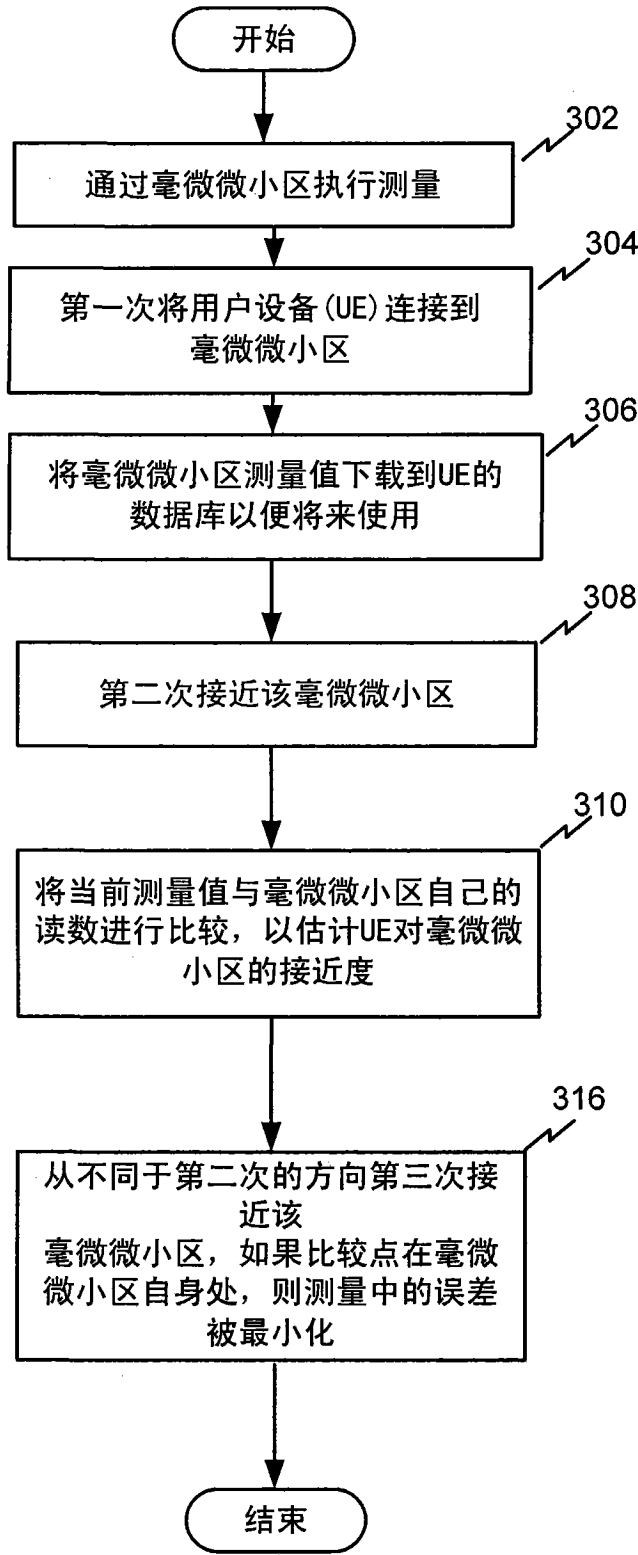 开始
302
通过毫微微小区执行测量
304
第一次将用户设备(UE)连接到
毫微微小区
306
将毫微微小区测量值下载到UE的
数据库以便将来使用
308
第二次接近该毫微微小区
310
将当前测量值与毫微微小区自己的
读数进行比较，以估计UE对毫微微
小区的接近度
316
从不同于第二次的方向第三次接
近该
毫微微小区，如果比较点在毫微
微小区自身处，则测量中的误差
被最小化
结束